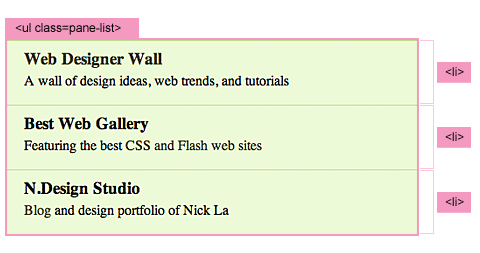 <ul class=pane-list>
Web Designer Wall
A wall of design ideas, web trends, and tutorials
<li>
Best Web Gallery
Featuring the best CSS and Flash web sites
<li>
N.Design Studio
Blog and design portfolio of Nick La
<li>